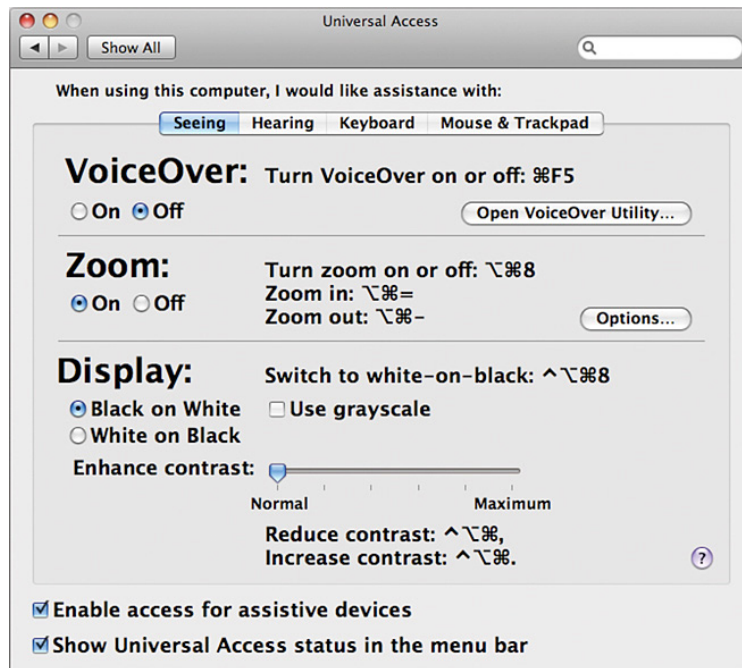 Universal Access
Show All
When using this computer, I would like assistance with:
Seeing Hearing Keyboard Mouse & Trackpad
VoiceOver: Turn VoiceOver on or off: ⌘F5
On Off Open VoiceOver Utility...
Zoom: Turn zoom on or off: ⌥⌘8
On Off Zoom in: ⌥⌘=
Zoom out: ⌥⌘- Options...
Display: Switch to white-on-black: ^⌥⌘8
Black on White Use grayscale
White on Black
Enhance contrast:
Normal Maximum
Reduce contrast: ^⌥⌘,
Increase contrast: ^⌥⌘. ?
Enable access for assistive devices
Show Universal Access status in the menu bar